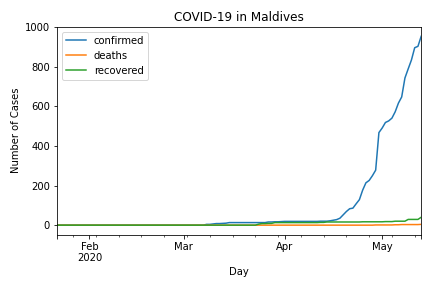 COVID-19 in Maldives
confirmed
deaths
recovered
1000
800
600
400
200
0
Number of Cases
Feb
2020
Mar
Apr
May
Day